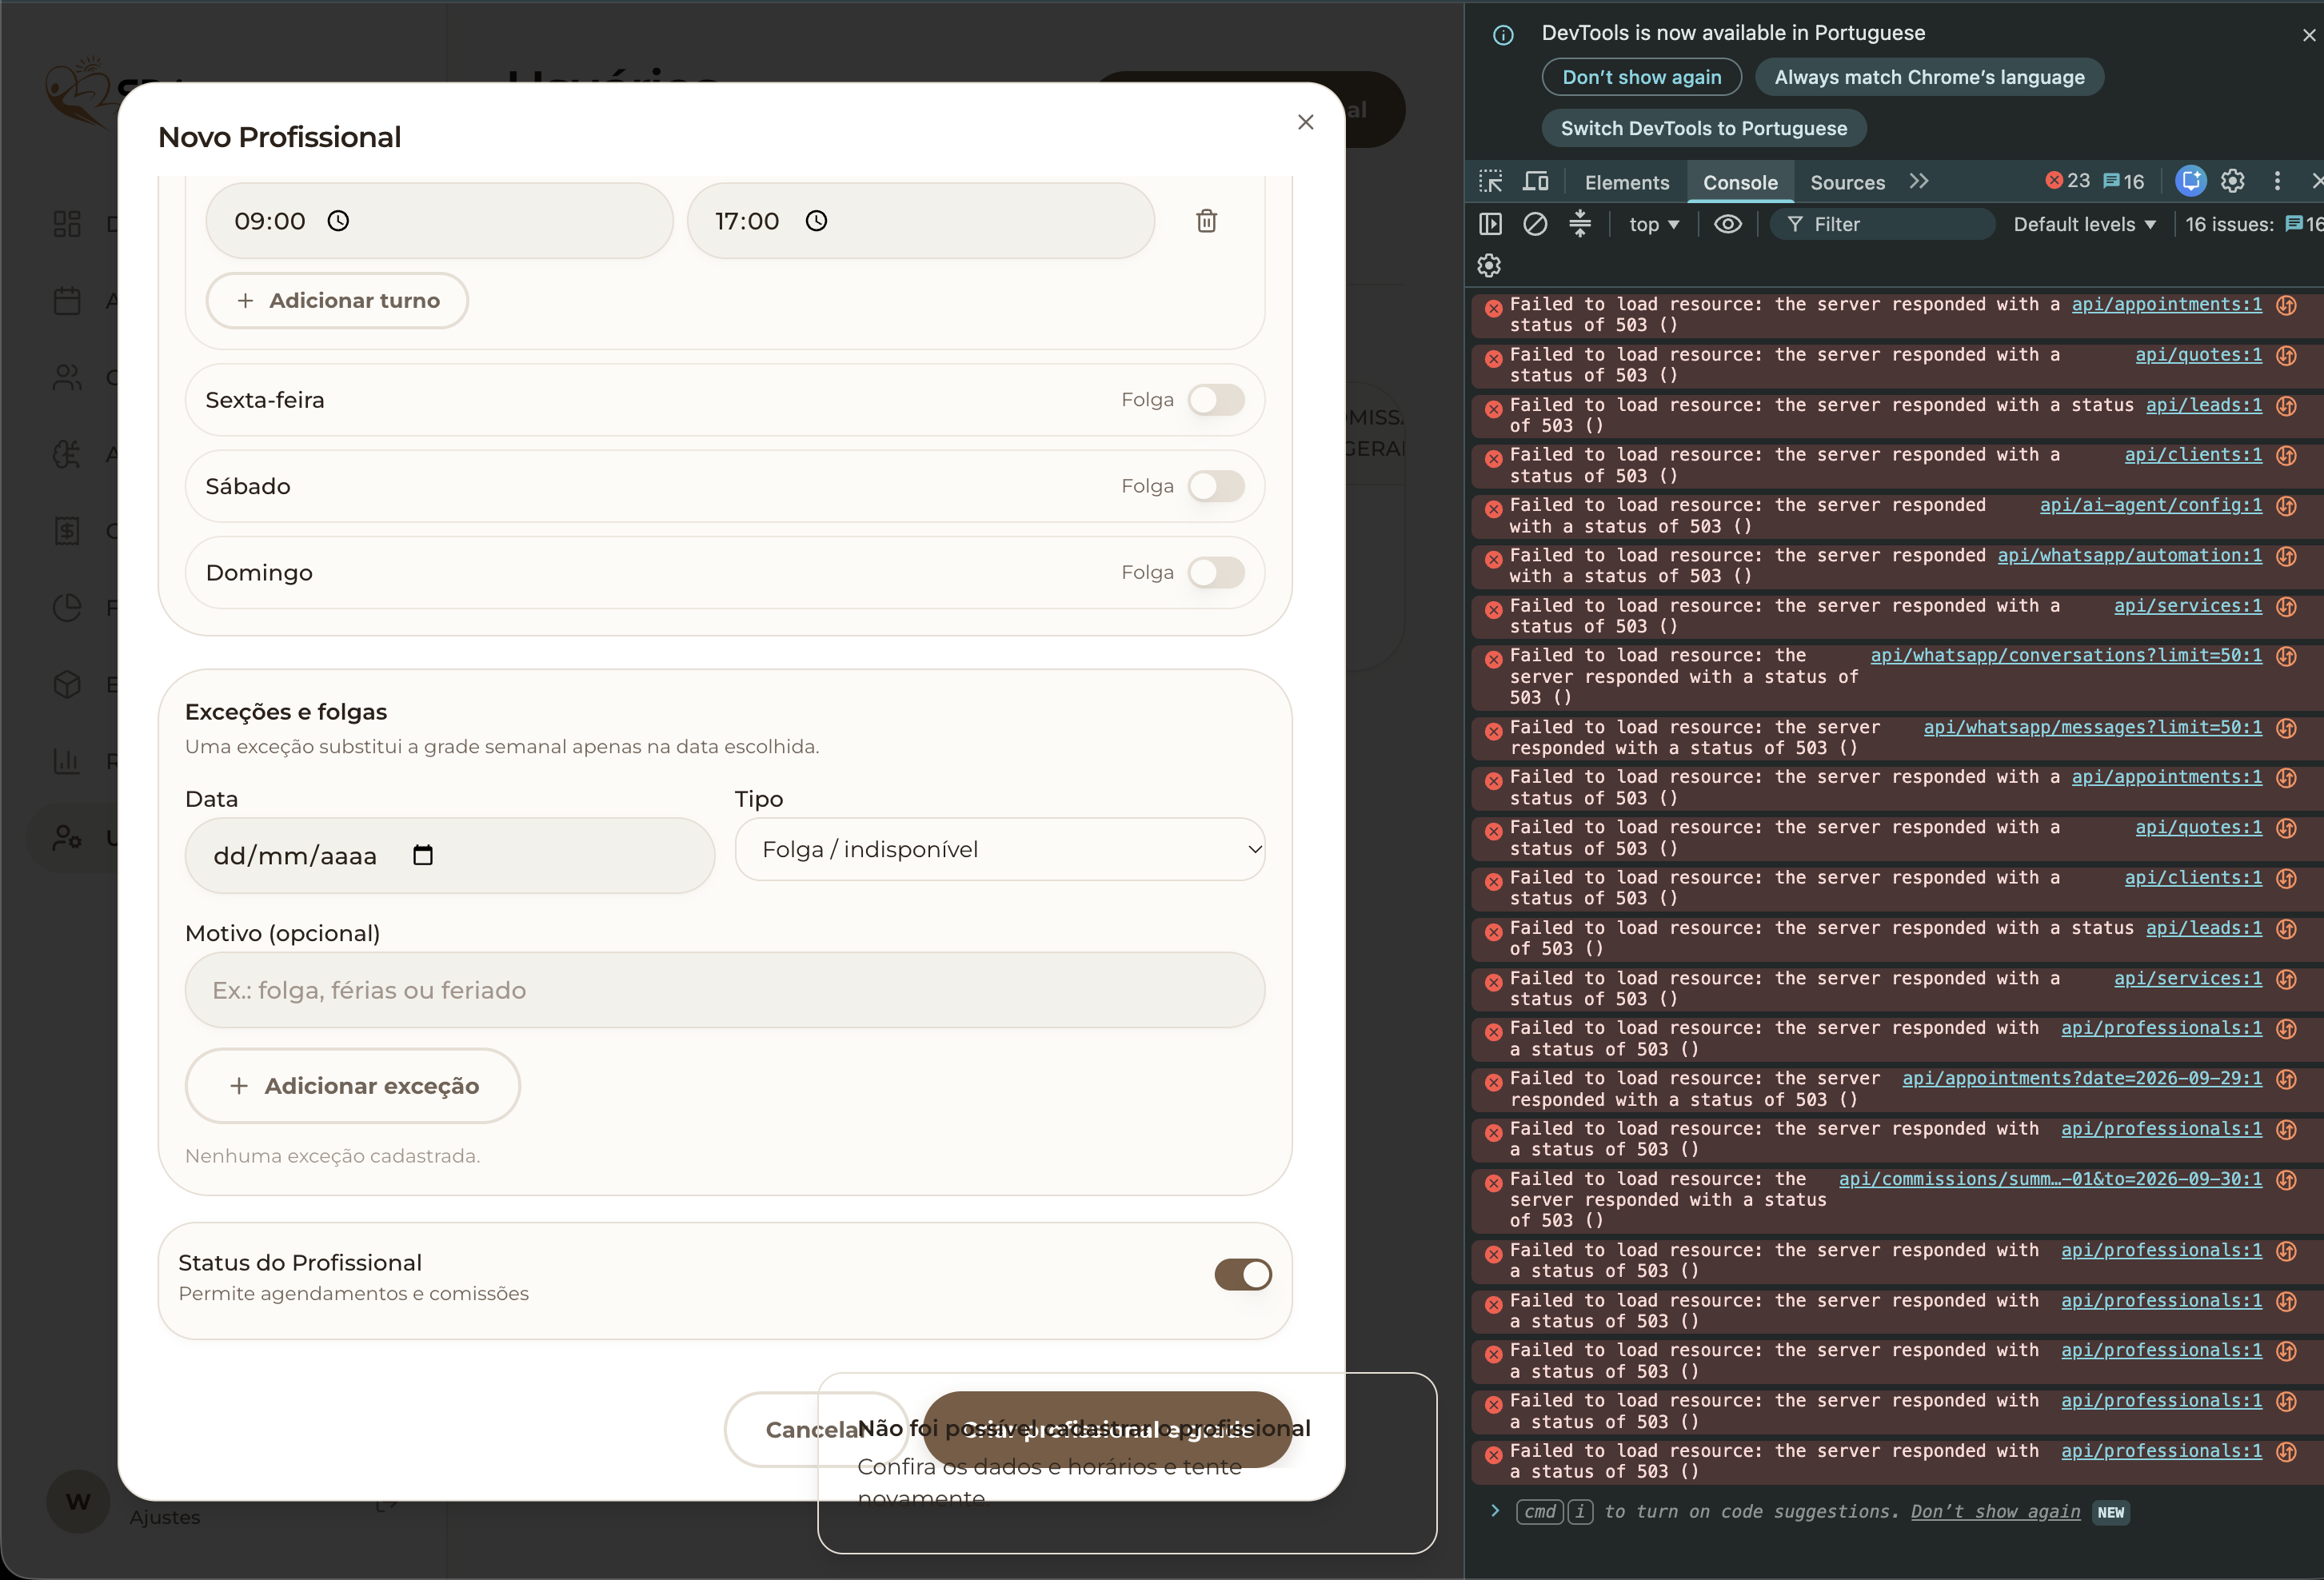 Novo Profissional
09:00
17:00
+ Adicionar turno
Sexta-feira
Folga
Sábado
Folga
Domingo
Folga
Exceções e folgas
Uma exceção substitui a grade semanal apenas na data escolhida.
Data
Tipo
dd/mm/aaaa
Folga / indisponível
Motivo (opcional)
Ex.: folga, férias ou feriado
+ Adicionar exceção
Nenhuma exceção cadastrada.
Status do Profissional
Permite agendamentos e comissões
Cancelar
Criar profissional e grade
Não foi possível cadastrar o profissional
Confira os dados e horários e tente
novamente
W
Ajustes
DevTools is now available in Portuguese
Don't show again
Always match Chrome's language
Switch DevTools to Portuguese
Elements
Console
Sources
23
16
top
Filter
Default levels
16 issues:
16
Failed to load resource: the server responded with a api/appointments:1
status of 503 ()
Failed to load resource: the server responded with a api/quotes:1
status of 503 ()
Failed to load resource: the server responded with a status api/leads:1
of 503 ()
Failed to load resource: the server responded with a api/clients:1
status of 503 ()
Failed to load resource: the server responded api/ai-agent/config:1
with a status of 503 ()
Failed to load resource: the server responded api/whatsapp/automation:1
with a status of 503 ()
Failed to load resource: the server responded with a api/services:1
status of 503 ()
Failed to load resource: the api/whatsapp/conversations?limit=50:1
server responded with a status of
503 ()
Failed to load resource: the server api/whatsapp/messages?limit=50:1
responded with a status of 503 ()
Failed to load resource: the server responded with a api/appointments:1
status of 503 ()
Failed to load resource: the server responded with a api/quotes:1
status of 503 ()
Failed to load resource: the server responded with a api/clients:1
status of 503 ()
Failed to load resource: the server responded with a status api/leads:1
of 503 ()
Failed to load resource: the server responded with a api/services:1
status of 503 ()
Failed to load resource: the server responded with api/professionals:1
a status of 503 ()
Failed to load resource: the server api/appointments?date=2026-09-29:1
responded with a status of 503 ()
Failed to load resource: the server responded with api/professionals:1
a status of 503 ()
Failed to load resource: the api/commissions/summ…-01&to=2026-09-30:1
server responded with a status
of 503 ()
Failed to load resource: the server responded with api/professionals:1
a status of 503 ()
Failed to load resource: the server responded with api/professionals:1
a status of 503 ()
Failed to load resource: the server responded with api/professionals:1
a status of 503 ()
Failed to load resource: the server responded with api/professionals:1
a status of 503 ()
Failed to load resource: the server responded with api/professionals:1
a status of 503 ()
cmd i to turn on code suggestions. Don't show again NEW